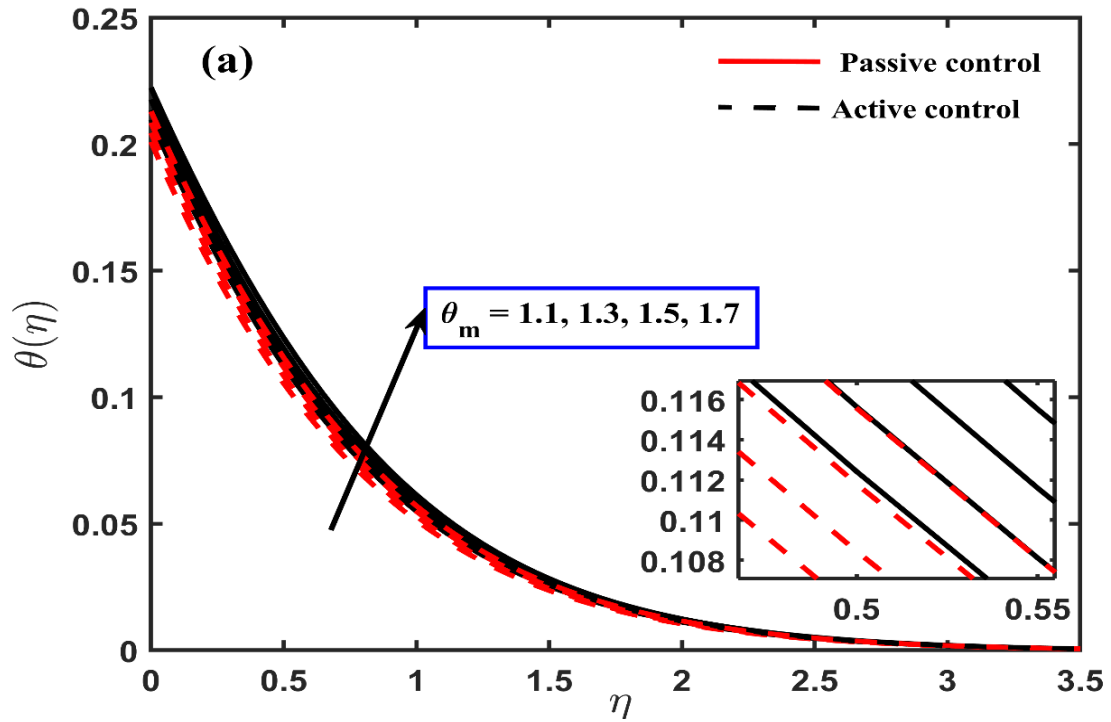 (a)
Passive control
Active control
θm = 1.1, 1.3, 1.5, 1.7
θ(η)
0.25
0.2
0.15
0.1
0.05
0
0 0.5 1 1.5 2 2.5 3 3.5
η
0.116
0.114
0.112
0.11
0.108
0.5 0.55